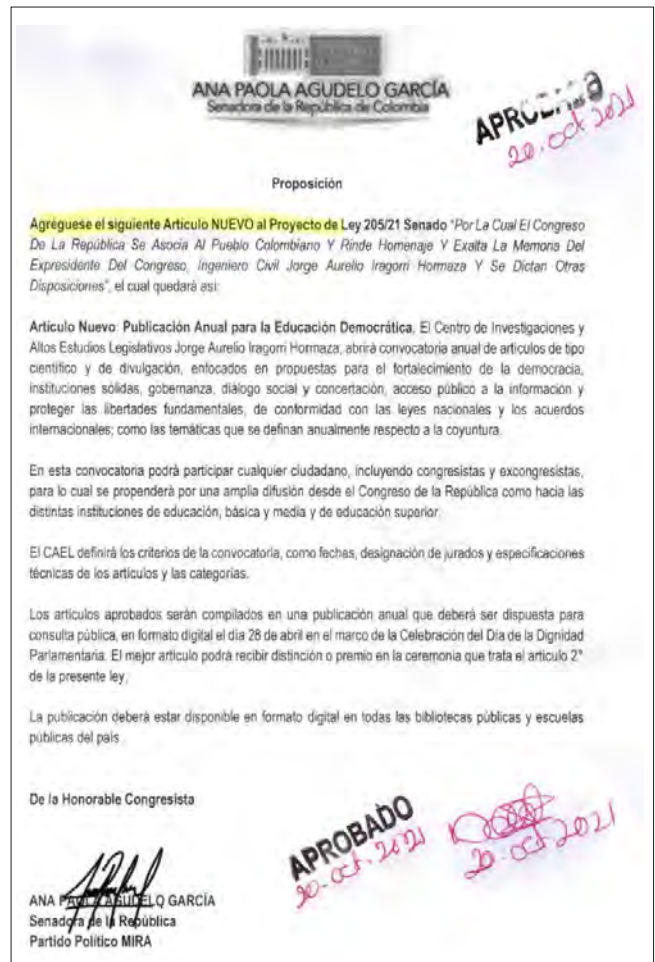 ANA PAOLA AGUDELO GARCÍA
Senadora de la República de Colombia
APROBADO
20. oct 2021
Proposición
Agréguese el siguiente Artículo NUEVO al Proyecto de Ley 205/21 Senado "Por La Cual El Congreso
De La República Se Asocia Al Pueblo Colombiano Y Rinde Homenaje Y Exalta La Memoria Del
Expresidente Del Congreso, Ingeniero Civil Jorge Aurelio Iragorri Hormaza Y Se Dictan Otras
Disposiciones", el cual quedará así:
Artículo Nuevo: Publicación Anual para la Educación Democrática. El Centro de Investigaciones y
Altos Estudios Legislativos Jorge Aurelio Iragorri Hormaza, abrirá convocatoria anual de artículos de tipo
científico y de divulgación, enfocados en propuestas para el fortalecimiento de la democracia,
instituciones sólidas, gobernanza, diálogo social y concertación, acceso público a la información y
proteger las libertades fundamentales, de conformidad con las leyes nacionales y los acuerdos
internacionales; como las temáticas que se definan anualmente respecto a la coyuntura.
En esta convocatoria podrá participar cualquier ciudadano, incluyendo congresistas y excongresistas,
para lo cual se propenderá por una amplia difusión desde el Congreso de la República como hacia las
distintas instituciones de educación, básica y media y de educación superior.
El CAEL definirá los criterios de la convocatoria, como fechas, designación de jurados y especificaciones
técnicas de los artículos y las categorías.
Los artículos aprobados serán compilados en una publicación anual que deberá ser dispuesta para
consulta pública, en formato digital el día 28 de abril en el marco de la Celebración del Día de la Dignidad
Parlamentaria. El mejor artículo podrá recibir distinción o premio en la ceremonia que trata el artículo 2°
de la presente ley.
La publicación deberá estar disponible en formato digital en todas las bibliotecas públicas y escuelas
públicas del país
De la Honorable Congresista
APROBADO
20. oct. 2021
20. oct 2021
ANA PAOLA AGUDELO GARCÍA
Senadora de la República
Partido Político MIRA